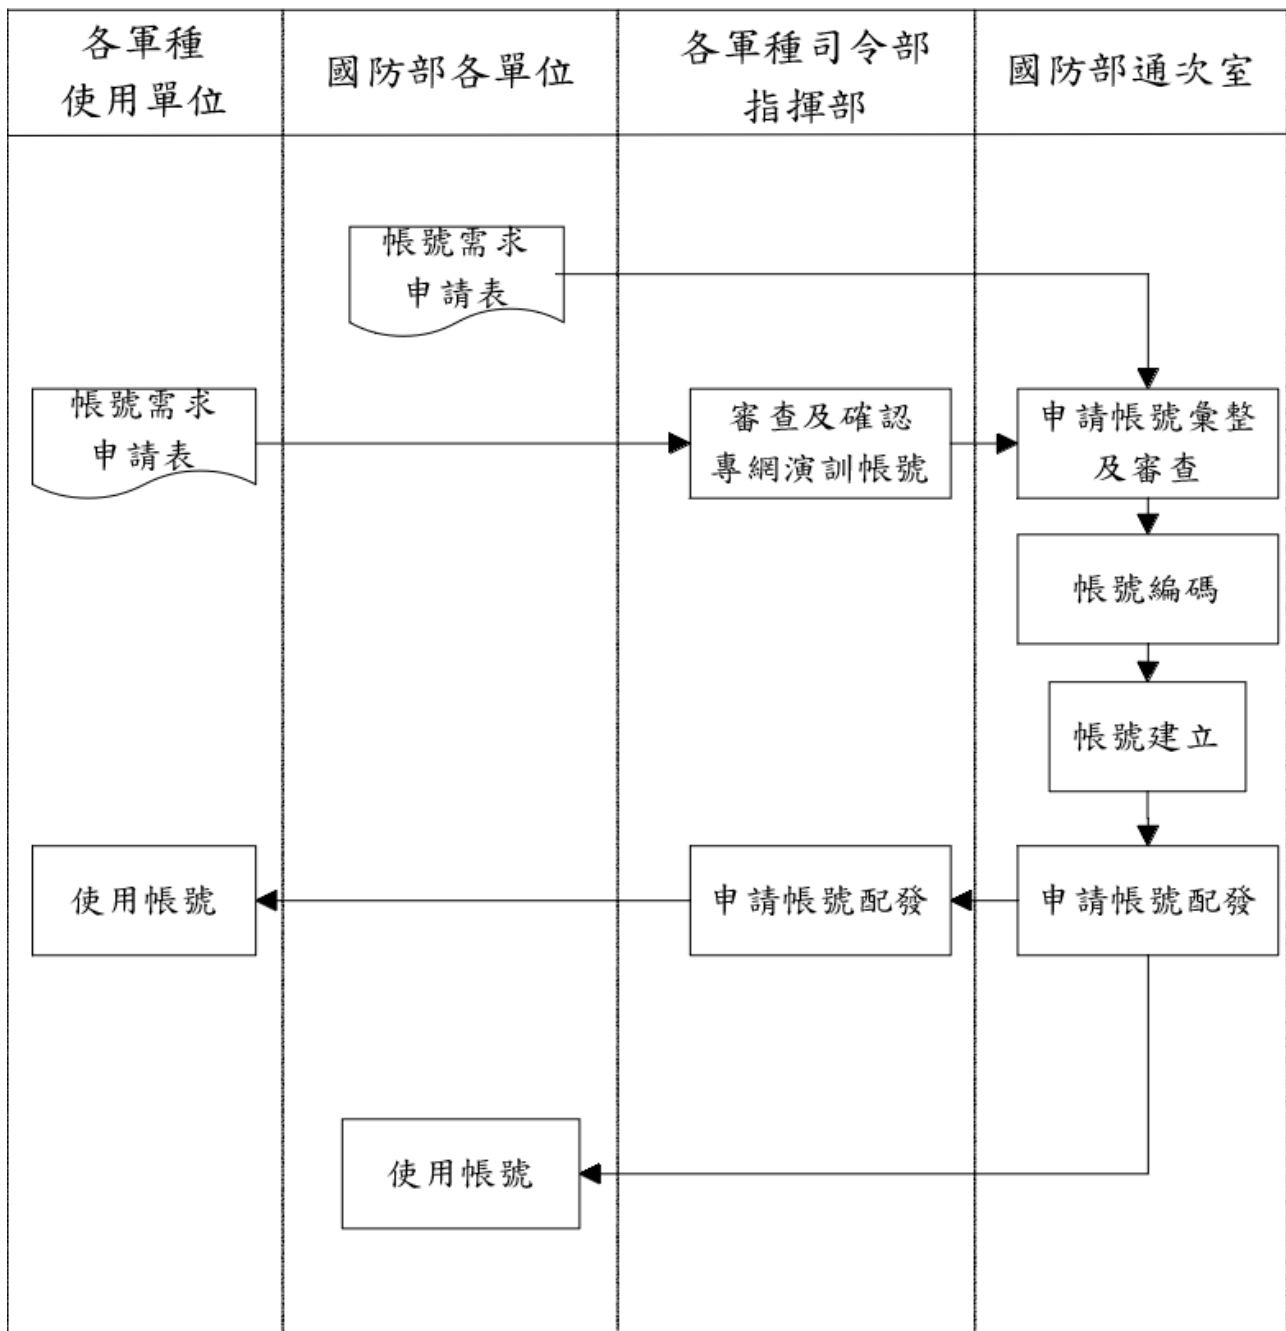 各軍種
使用單位
國防部各單位
各軍種司令部
指揮部
國防部通次室
帳號需求
申請表
帳號需求
申請表
審查及確認
專網演訓帳號
申請帳號彙整
及審查
帳號編碼
帳號建立
使用帳號
申請帳號配發
申請帳號配發
使用帳號